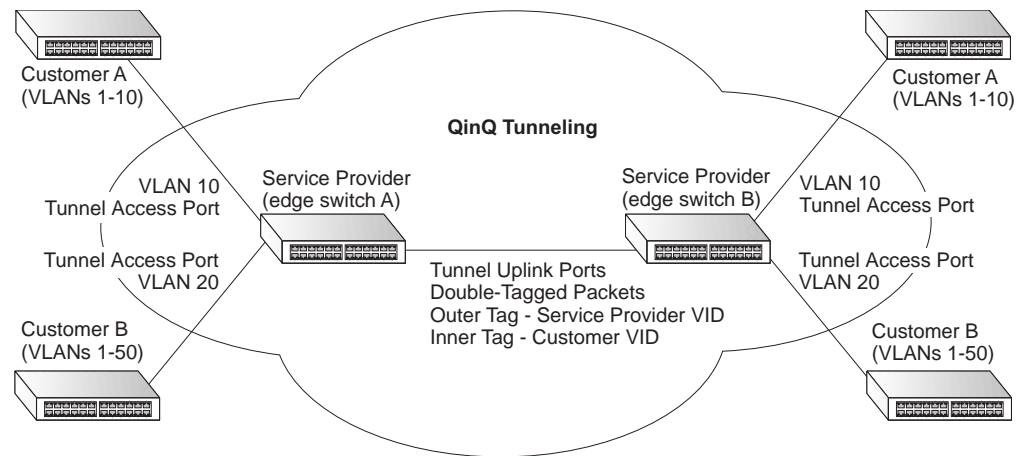 Customer A
(VLANs 1-10)
Customer A
(VLANs 1-10)
QinQ Tunneling
VLAN 10
Tunnel Access Port
Service Provider
(edge switch A)
Service Provider
(edge switch B)
VLAN 10
Tunnel Access Port
Tunnel Access Port
VLAN 20
Tunnel Uplink Ports
Double-Tagged Packets
Outer Tag - Service Provider VID
Inner Tag - Customer VID
Tunnel Access Port
VLAN 20
Customer B
(VLANs 1-50)
Customer B
(VLANs 1-50)